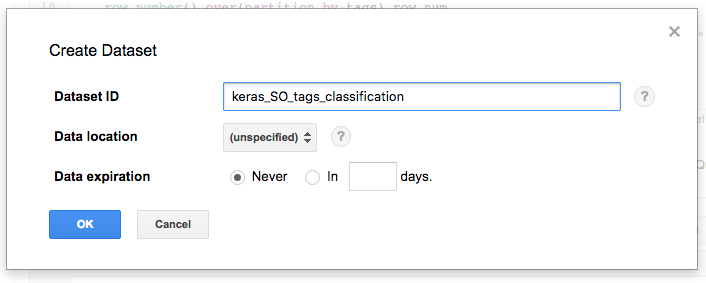 10 row_number() over(partition by tags) row_num
Create Dataset
×
Dataset ID keras_SO_tags_classification ?
Data location (unspecified) ?
Data expiration Never In days.
OK Cancel